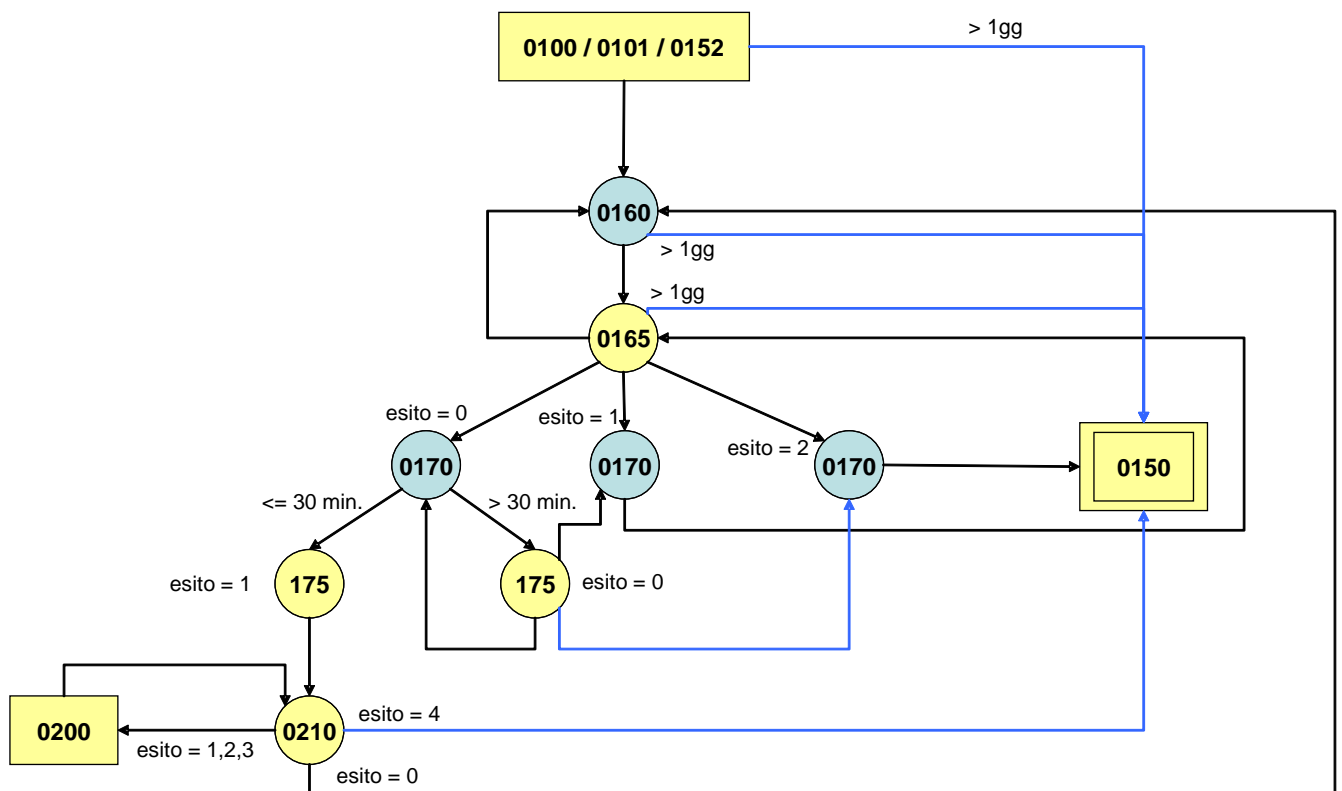 > 1gg
0100 / 0101 / 0152
0160
> 1gg
> 1gg
0165
esito = 0
esito = 1
esito = 2
0170
0170
0170
0150
<= 30 min.
> 30 min.
esito = 1
175
175
esito = 0
esito = 4
0200
0210
esito = 1,2,3
esito = 0